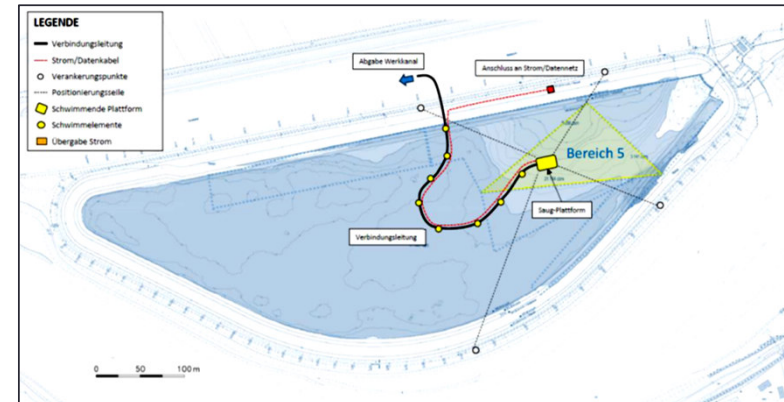 LEGENDE
Verbindungsleitung
Strom/Datenkabel
Verankerungspunkte
Positionierungsseile
Schwimmende Plattform
Schwimmelemente
Übergabe Strom
Abgabe Werkkanal
Anschluss an Strom/Datennetz
Bereich 5
Saug-Plattform
Verbindungsleitung
0 50 100 m